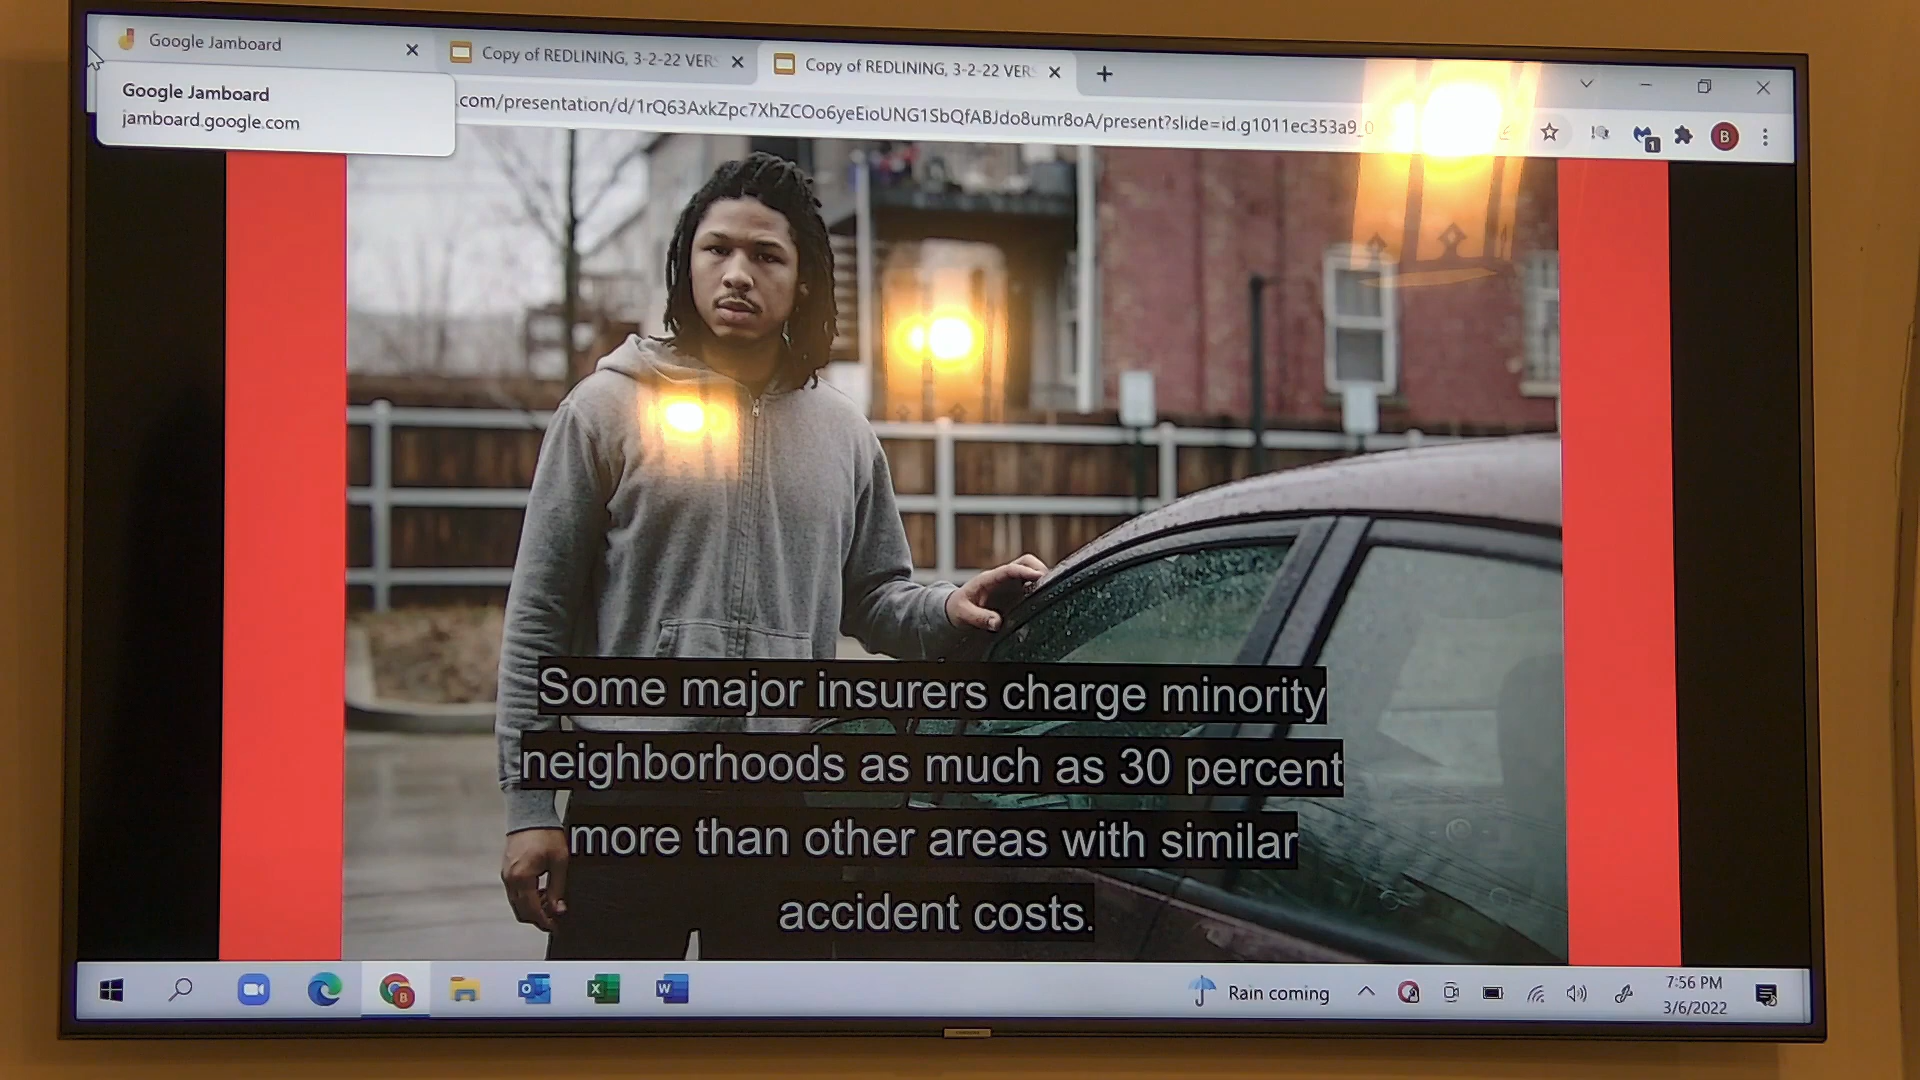 Google Jamboard
Copy of REDLINING, 3-2-22 VER
Copy of REDLINING, 3-2-22 VER
Google Jamboard
jamboard.google.com
.com/presentation/d/1rQ63AxkZpc7XhZCOo6yeEioUNG1SbQfABJdo8umr8oA/present?slide=id.g1011ec353a9_0
1
B
Some major insurers charge minority
neighborhoods as much as 30 percent
more than other areas with similar
accident costs.
Rain coming
7:56 PM
3/6/2022